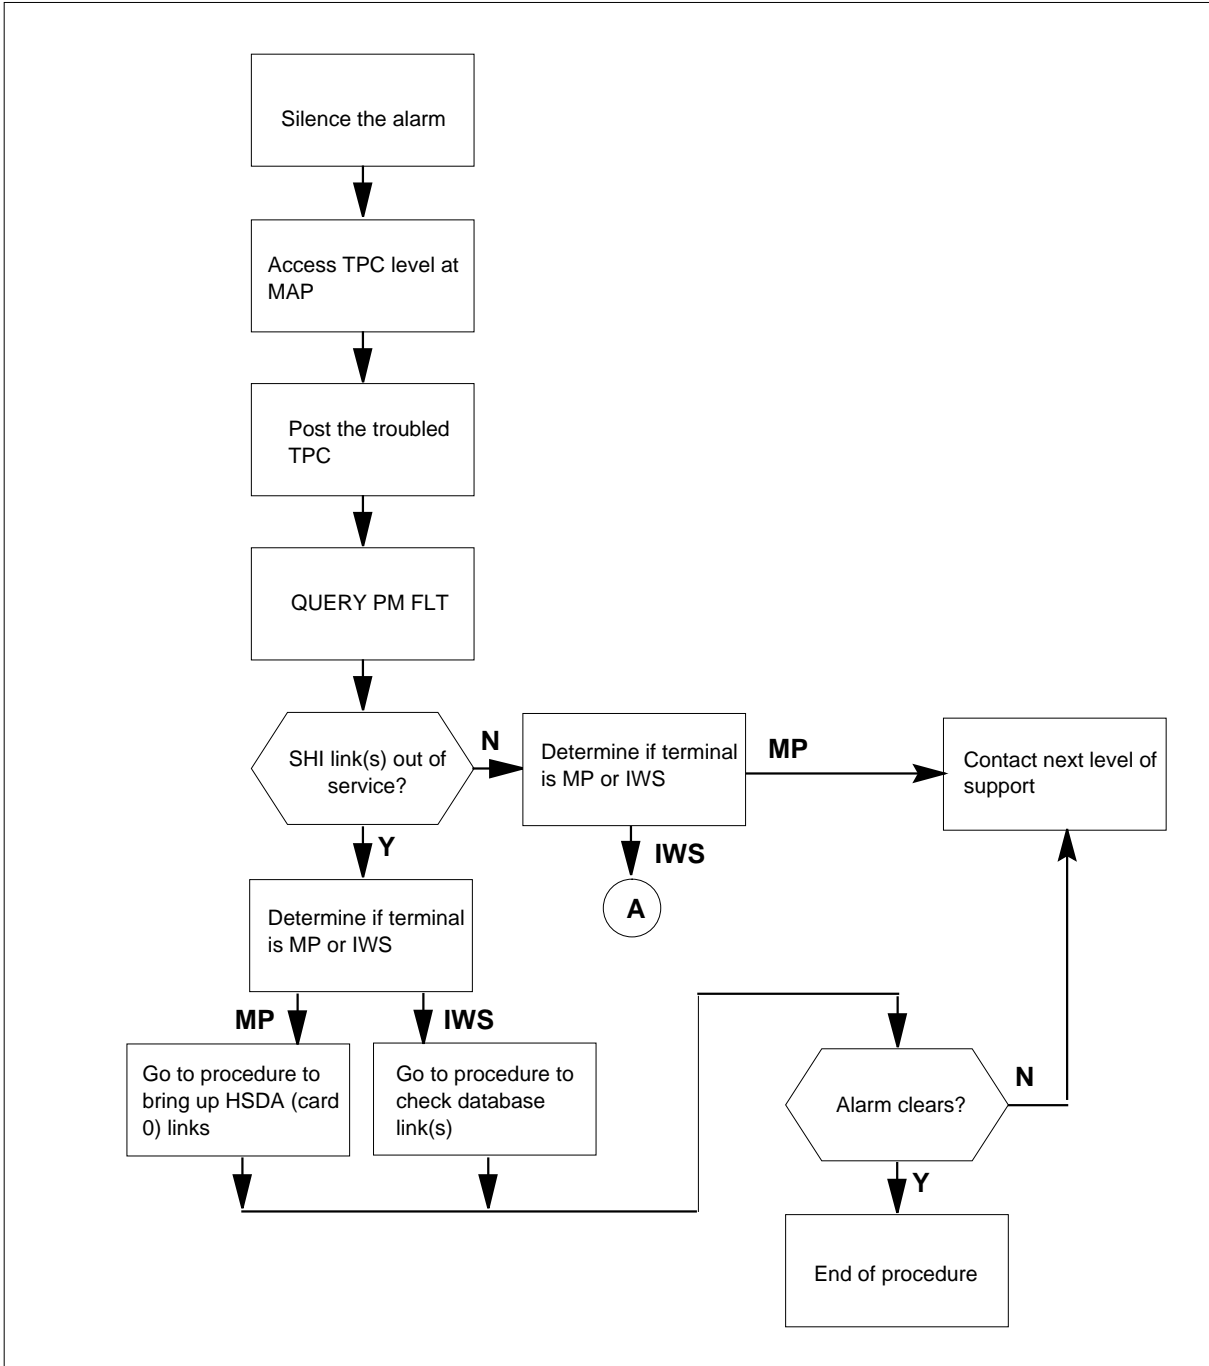 Silence the alarm
Access TPC level at
MAP
Post the troubled
TPC
QUERY PM FLT
SHI link(s) out of
service?
N
Determine if terminal
is MP or IWS
MP
Contact next level of
support
Y
IWS
A
Determine if terminal
is MP or IWS
MP
IWS
Go to procedure to
bring up HSDA (card
0) links
Go to procedure to
check database
link(s)
Alarm clears?
N
Y
End of procedure